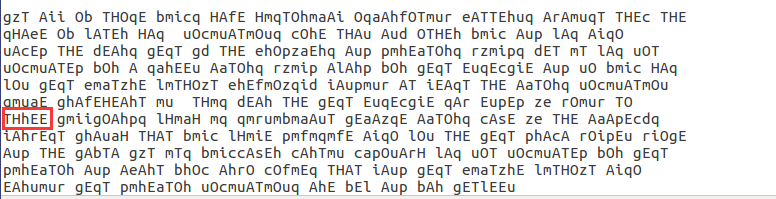 gzT Aii Ob THOqE bmicq HAfE HmqTOhmaAi OqaAhfOTmur eATTEhuq ArAmuqT THEc THE
qHAeE Ob lATEh HAq  uOcmuATmOuq cOhE THAu Aud OTHEh bmic Aup lAq AiqO
uAcEp THE dEAhq gEqT gd THE ehOpzaEhq Aup pmhEaTOhq rzmipq dET mT lAq uOT
uOcmuATEp bOh A qahEEu AaTOhq rzmip AlAhp bOh gEqT EuqEcgiE Aup uO bmic HAq
lOu gEqT emaTzhE lmTHOzT ehEfmOzqid iAupmur AT iEAqT THE AaTOhq uOcmuATmOu
qmuaE ghAfEHEAhT mu  THmq dEAh THE gEqT EuqEcgiE qAr EupEp ze rOmur TO
THhEE gmiigOAhpq lHmaH mq qmrumbmaAuT gEaAzqE AaTOhq cAsE ze THE AaApEcdq
iAhrEqT ghAuaH THAT bmic lHmiE pmfmqmfE AiqO lOu THE gEqT phAcA rOipEu riOgE
Aup THE gAbTA gzT mTq bmiccAsEh cAhTmu capOuArH lAq uOT uOcmuATEp bOh gEqT
pmhEaTOh Aup AeAhT bhOc AhrO cOfmEq THAT iAup gEqT emaTzhE lmTHOzT AiqO
EAhumur gEqT pmhEaTOh uOcmuATmOuq AhE bEl Aup bAh gETlEEu